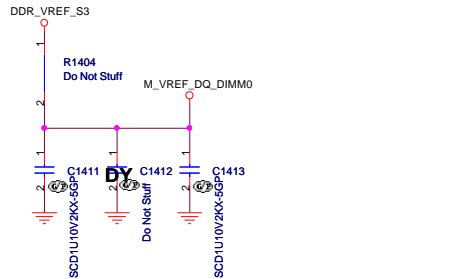 DDR_VREF_S3
1
R1404
Do Not Stuff
2
M_VREF_DQ_DIMM0
1
C1411
2
SCD1U10V2KX-5GP
1
C1412
DY
2
Do Not Stuff
1
C1413
2
SCD1U10V2KX-5GP